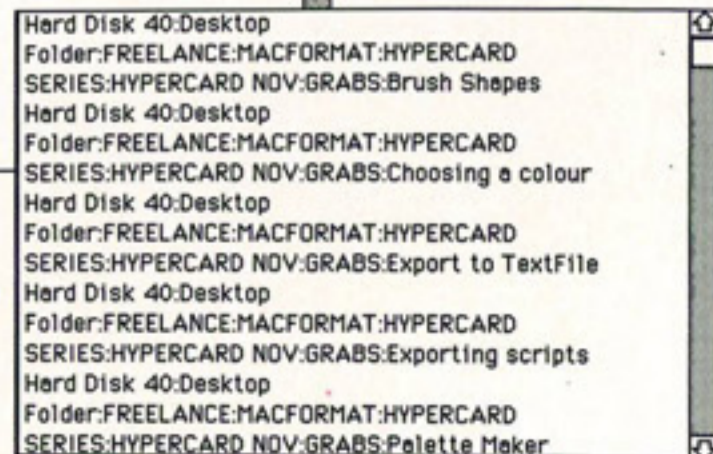 Hard Disk 40:Desktop
Folder:FREELANCE:MACFORMAT:HYPERCARD
SERIES:HYPERCARD NOV:GRABS:Brush Shapes
Hard Disk 40:Desktop
Folder:FREELANCE:MACFORMAT:HYPERCARD
SERIES:HYPERCARD NOV:GRABS:Choosing a colour
Hard Disk 40:Desktop
Folder:FREELANCE:MACFORMAT:HYPERCARD
SERIES:HYPERCARD NOV:GRABS:Export to TextFile
Hard Disk 40:Desktop
Folder:FREELANCE:MACFORMAT:HYPERCARD
SERIES:HYPERCARD NOV:GRABS:Exporting scripts
Hard Disk 40:Desktop
Folder:FREELANCE:MACFORMAT:HYPERCARD
SERIES:HYPERCARD NOV:GRABS:Palette Maker